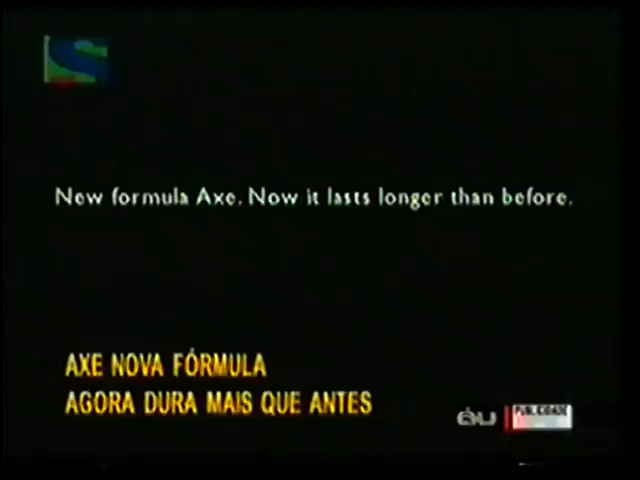 New formula Axe. Now it lasts longer than before.
AXE NOVA FÓRMULA
AGORA DURA MAIS QUE ANTES
PUBLICIDADE